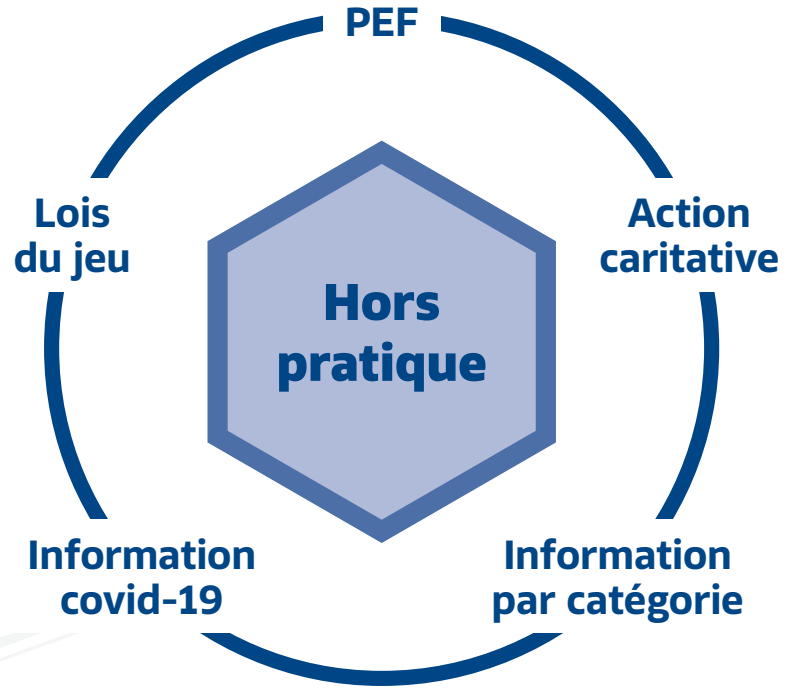 PEF
Lois
du jeu
Action
caritative
Hors
pratique
Information
covid-19
Information
par catégorie